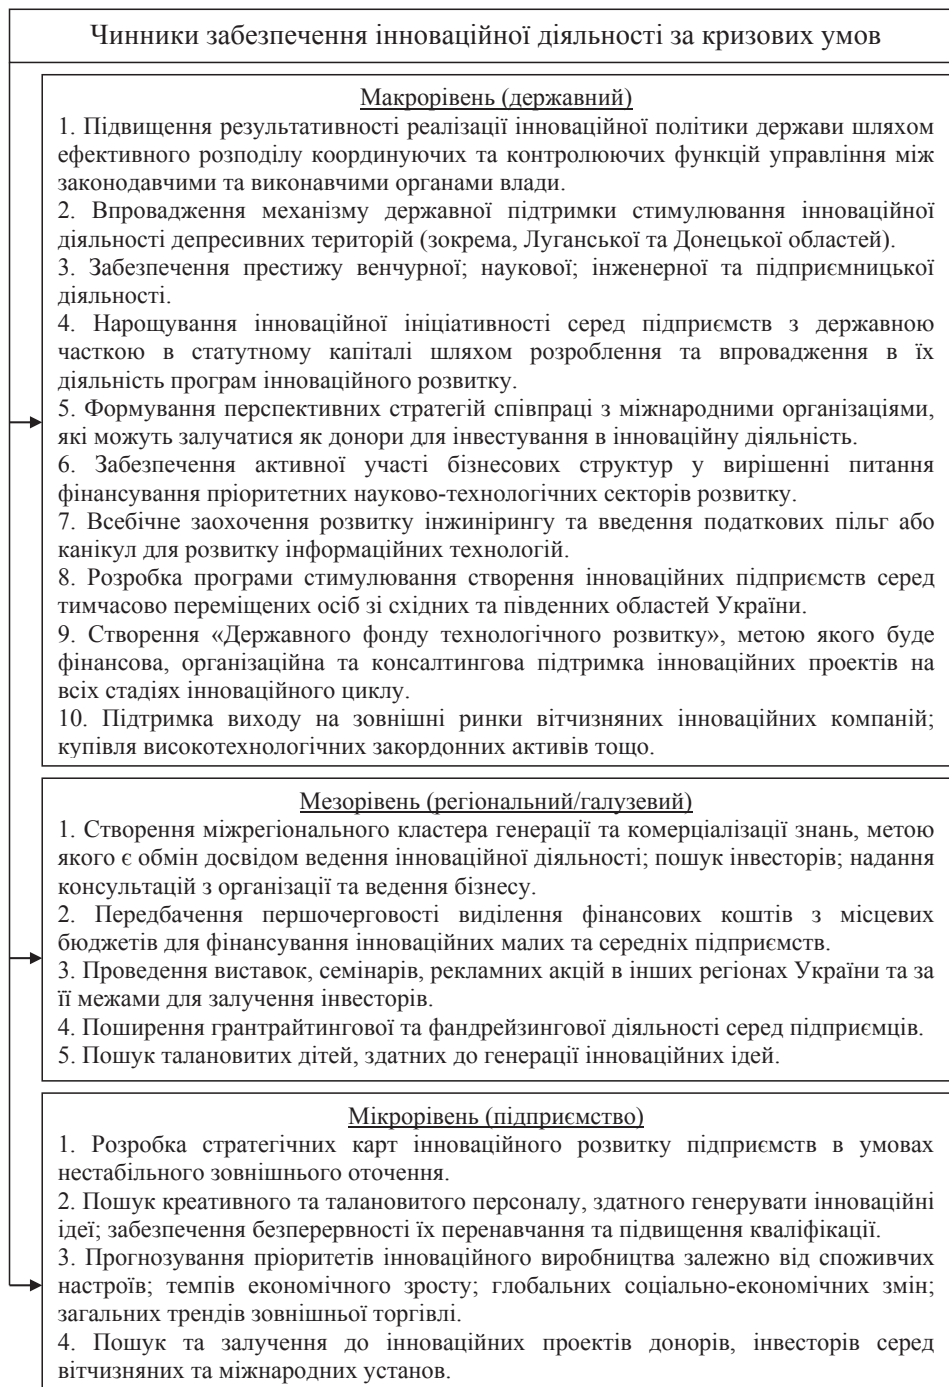 Чинники забезпечення інноваційної діяльності за кризових умов
Макрорівень (державний)
1. Підвищення результативності реалізації інноваційної політики держави шляхом
ефективного розподілу координуючих та контролюючих функцій управління між
законодавчими та виконавчими органами влади.
2. Впровадження механізму державної підтримки стимулювання інноваційної
діяльності депресивних територій (зокрема, Луганської та Донецької областей).
3. Забезпечення престижу венчурної; наукової; інженерної та підприємницької
діяльності.
4. Нарощування інноваційної ініціативності серед підприємств з державною
часткою в статутному капіталі шляхом розроблення та впровадження в їх
діяльність програм інноваційного розвитку.
5. Формування перспективних стратегій співпраці з міжнародними організаціями,
які можуть залучатися як донори для інвестування в інноваційну діяльність.
6. Забезпечення активної участі бізнесових структур у вирішенні питання
фінансування пріоритетних науково-технологічних секторів розвитку.
7. Всебічне заохочення розвитку інжинірингу та введення податкових пільг або
канікул для розвитку інформаційних технологій.
8. Розробка програми стимулювання створення інноваційних підприємств серед
тимчасово переміщених осіб зі східних та південних областей України.
9. Створення «Державного фонду технологічного розвитку», метою якого буде
фінансова, організаційна та консалтингова підтримка інноваційних проектів на
всіх стадіях інноваційного циклу.
10. Підтримка виходу на зовнішні ринки вітчизняних інноваційних компаній;
купівля високотехнологічних закордонних активів тощо.
Мезорівень (регіональний/галузевий)
1. Створення міжрегіонального кластера генерації та комерціалізації знань, метою
якого є обмін досвідом ведення інноваційної діяльності; пошук інвесторів; надання
консультацій з організації та ведення бізнесу.
2. Передбачення першочерговості виділення фінансових коштів з місцевих
бюджетів для фінансування інноваційних малих та середніх підприємств.
3. Проведення виставок, семінарів, рекламних акцій в інших регіонах України та за
її межами для залучення інвесторів.
4. Поширення грантрайтингової та фандрейзингової діяльності серед підприємців.
5. Пошук талановитих дітей, здатних до генерації інноваційних ідей.
Мікрорівень (підприємство)
1. Розробка стратегічних карт інноваційного розвитку підприємств в умовах
нестабільного зовнішнього оточення.
2. Пошук креативного та талановитого персоналу, здатного генерувати інноваційні
ідеї; забезпечення безперервності їх перенавчання та підвищення кваліфікації.
3. Прогнозування пріоритетів інноваційного виробництва залежно від споживчих
настроїв; темпів економічного зросту; глобальних соціально-економічних змін;
загальних трендів зовнішньої торгівлі.
4. Пошук та залучення до інноваційних проектів донорів, інвесторів серед
вітчизняних та міжнародних установ.